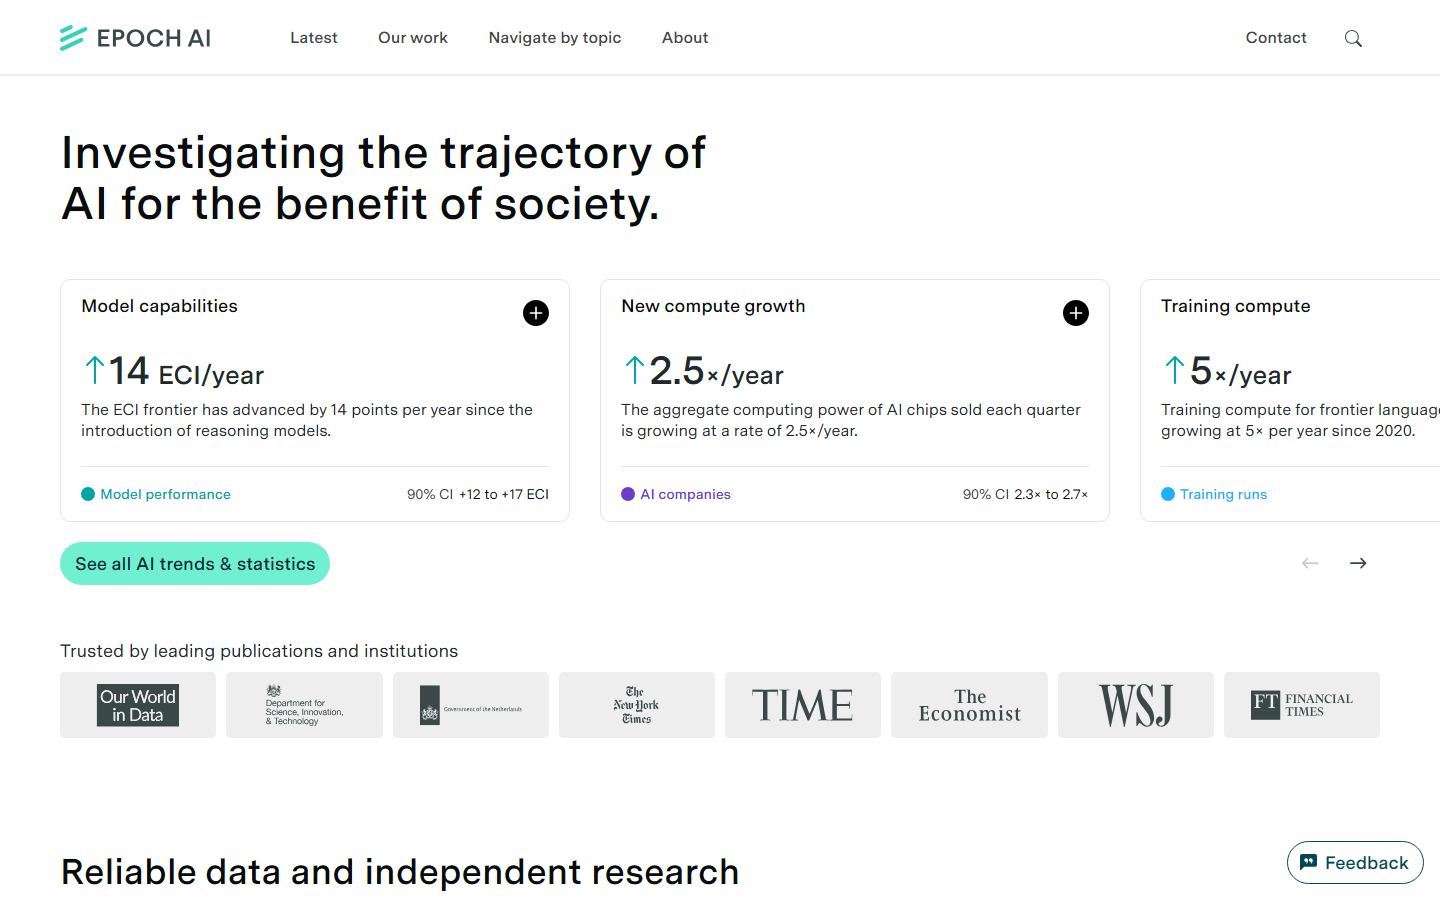 EPOCH AI
Latest
Our work
Navigate by topic
About
Contact
Investigating the trajectory of
AI for the benefit of society.
Model capabilities
14 ECI/year
The ECI frontier has advanced by 14 points per year since the
introduction of reasoning models.
Model performance
90% CI +12 to +17 ECI
New compute growth
2.5×/year
The aggregate computing power of AI chips sold each quarter
is growing at a rate of 2.5×/year.
AI companies
90% CI 2.3× to 2.7×
Training compute
5×/year
Training compute for frontier languag
growing at 5× per year since 2020.
Training runs
See all AI trends & statistics
Trusted by leading publications and institutions
Our World
in Data
Department for
Science, Innovation,
& Technology
Government of the Netherlands
The
New York
Times
TIME
The
Economist
WSJ
FT
FINANCIAL
TIMES
Reliable data and independent research
Feedback